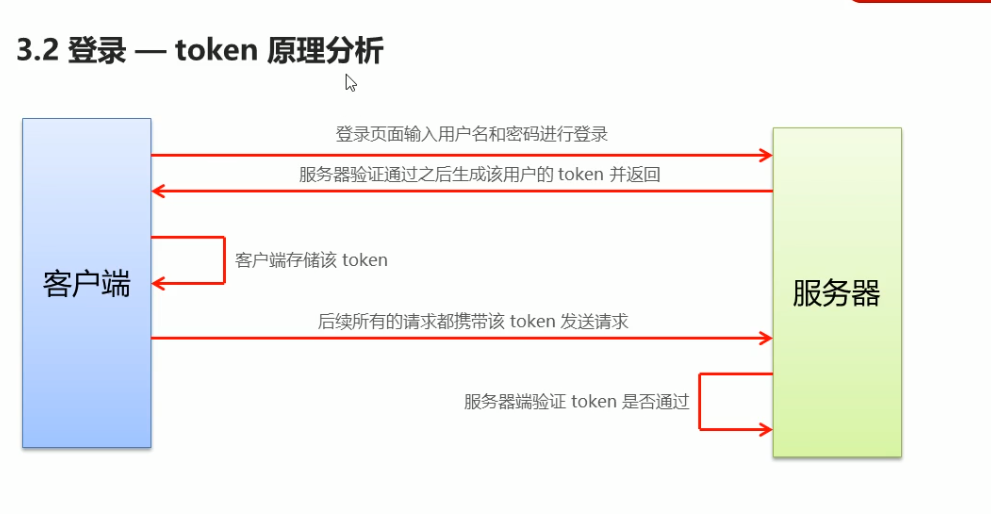 3.2 登录 — token 原理分析
登录页面输入用户名和密码进行登录
服务器验证通过之后生成该用户的 token 并返回
客户端存储该 token
客户端
服务器
后续所有的请求都携带该 token 发送请求
服务器端验证 token 是否通过